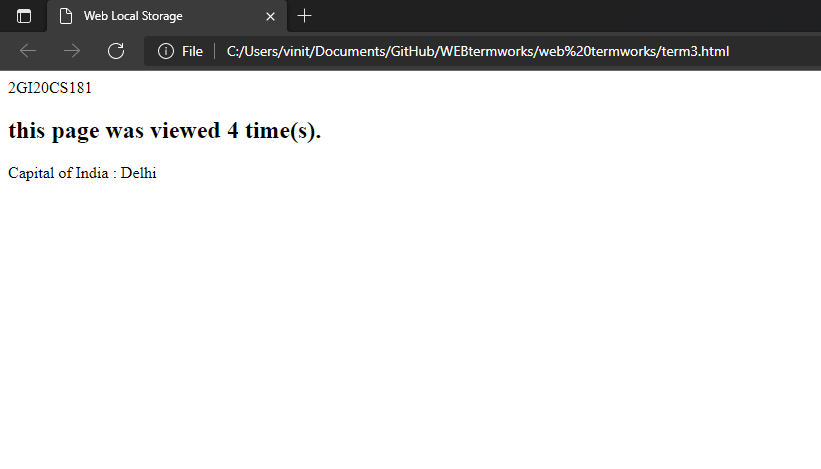 Web Local Storage
File
C:/Users/vinit/Documents/GitHub/WEBtermworks/web%20termworks/term3.html
2GI20CS181
this page was viewed 4 time(s).
Capital of India : Delhi